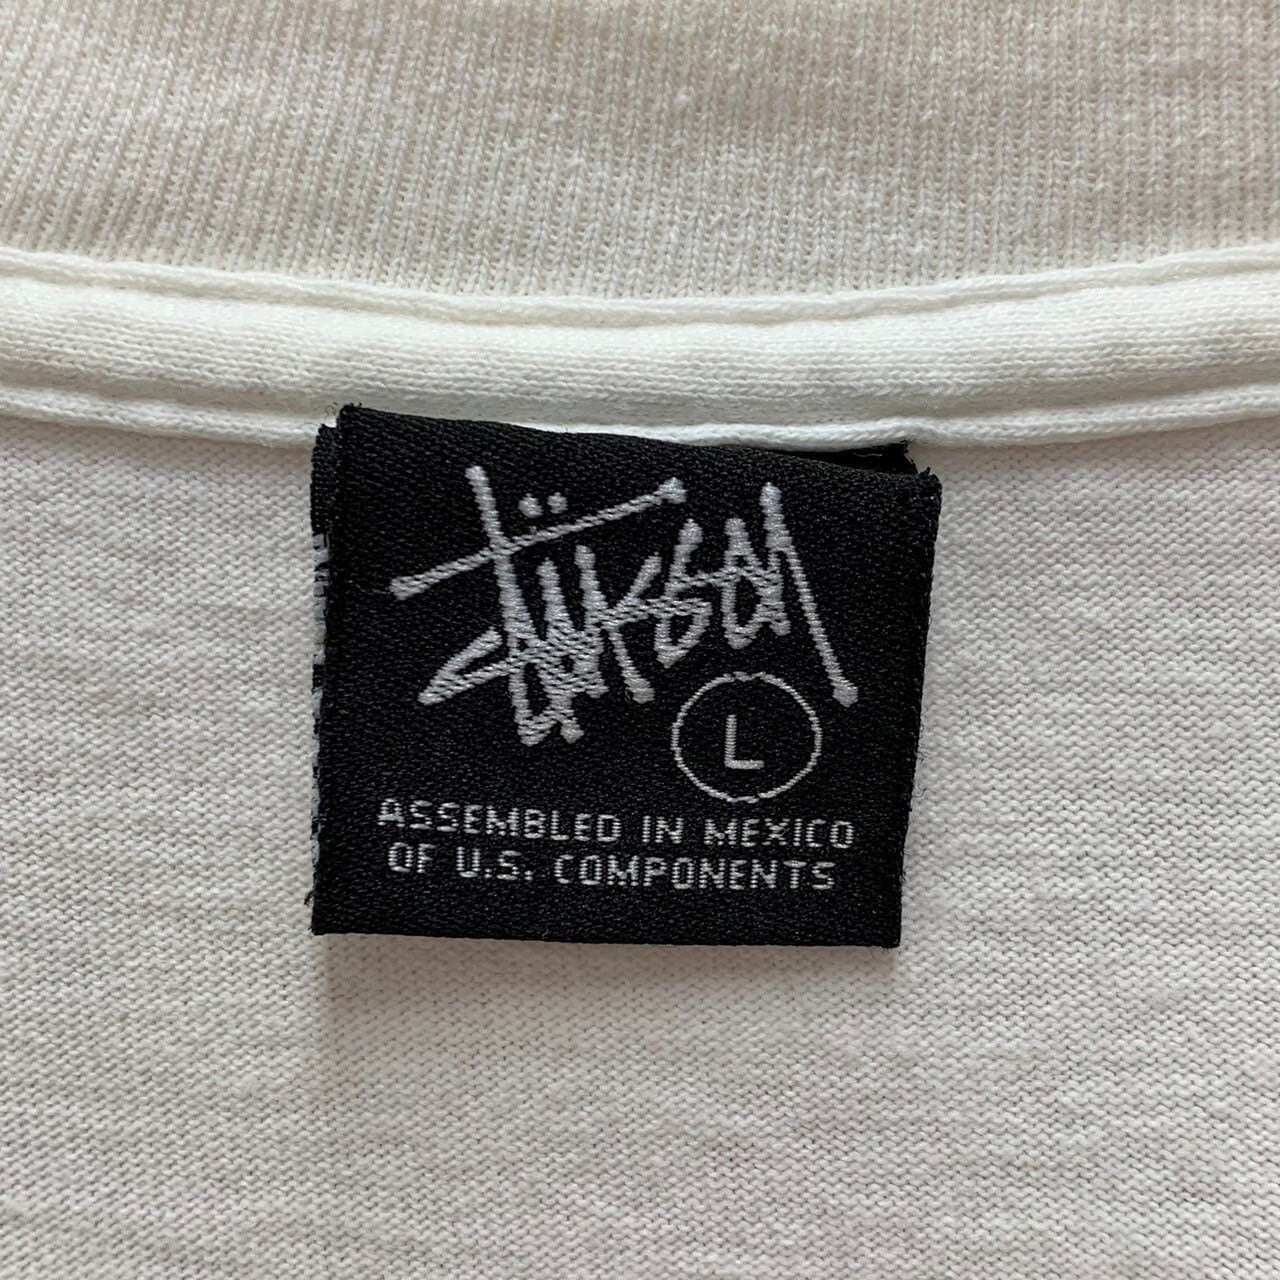 Stüssy
L
ASSEMBLED IN MEXICO
OF U.S. COMPONENTS